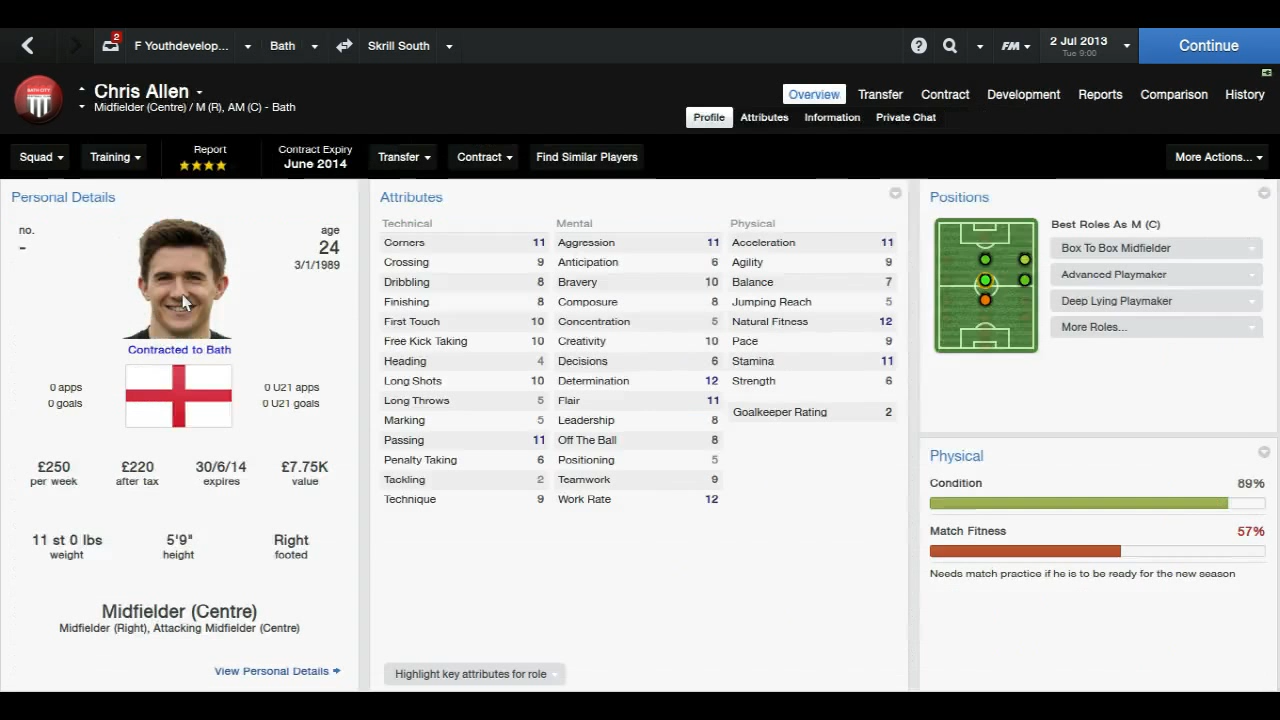 2
F Youthdevelop...
Bath
Skrill South
FM
2 Jul 2013
Tue 9:00
Continue
BATH CITY
Chris Allen
Midfielder (Centre) / M (R), AM (C) - Bath
Overview Transfer Contract Development Reports Comparison History
Profile Attributes Information Private Chat
Squad
Training
Report
Contract Expiry
June 2014
Transfer
Contract
Find Similar Players
More Actions...
Personal Details
no.
-
age
24
3/1/1989
Contracted to Bath
0 apps
0 goals
0 U21 apps
0 U21 goals
£250
per week
£220
after tax
30/6/14
expires
£7.75K
value
11 st 0 lbs
weight
5'9"
height
Right
footed
Midfielder (Centre)
Midfielder (Right), Attacking Midfielder (Centre)
View Personal Details
Attributes
Technical
Corners 11
Crossing 9
Dribbling 8
Finishing 8
First Touch 10
Free Kick Taking 10
Heading 4
Long Shots 10
Long Throws 5
Marking 5
Passing 11
Penalty Taking 6
Tackling 2
Technique 9
Mental
Aggression 11
Anticipation 6
Bravery 10
Composure 8
Concentration 5
Creativity 10
Decisions 6
Determination 12
Flair 11
Leadership 8
Off The Ball 8
Positioning 5
Teamwork 9
Work Rate 12
Physical
Acceleration 11
Agility 9
Balance 7
Jumping Reach 5
Natural Fitness 12
Pace 9
Stamina 11
Strength 6
Goalkeeper Rating 2
Highlight key attributes for role
Positions
Best Roles As M (C)
Box To Box Midfielder
Advanced Playmaker
Deep Lying Playmaker
More Roles...
Physical
Condition 89%
Match Fitness 57%
Needs match practice if he is to be ready for the new season